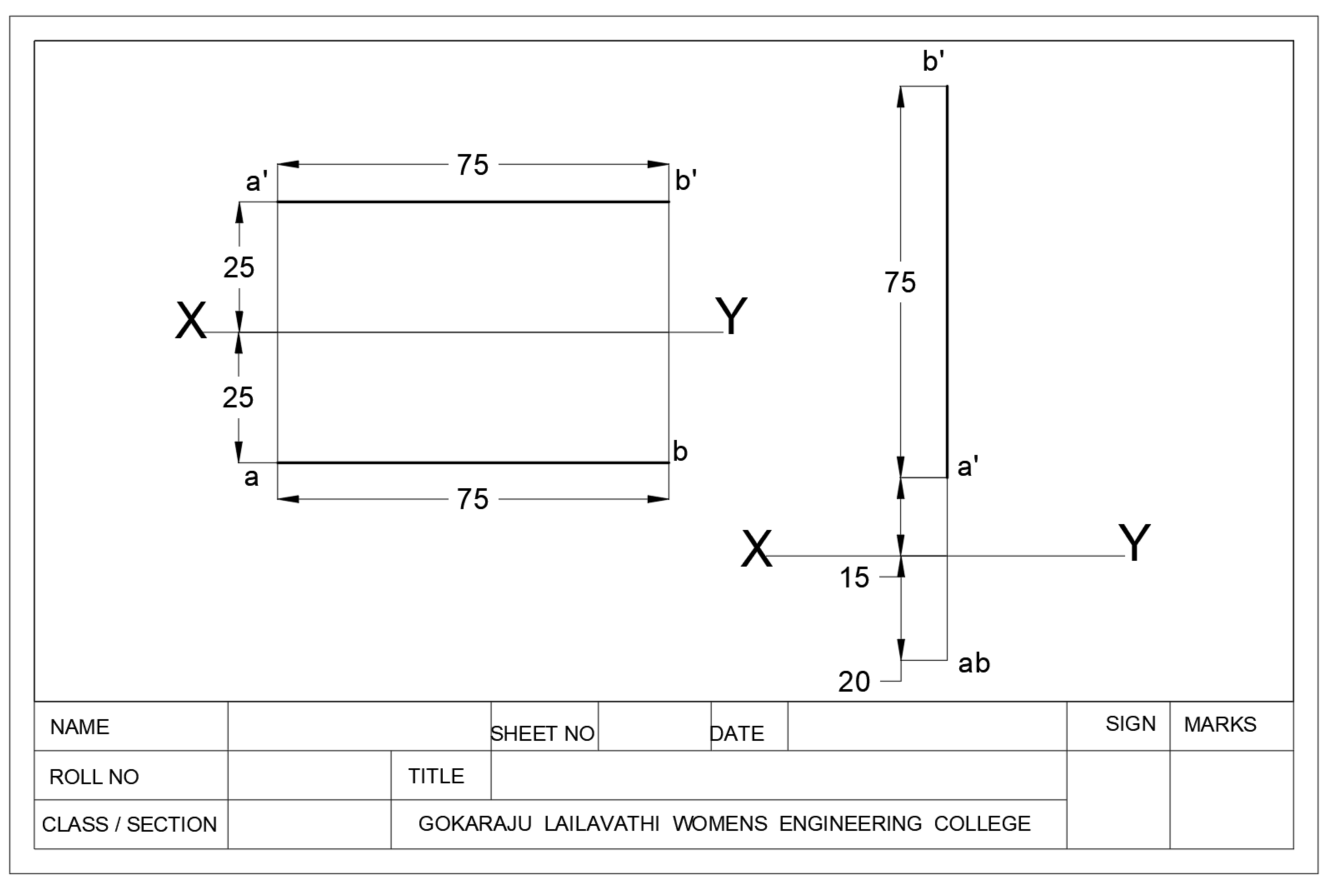 b'
75
a'
b'
25
75
X
Y
25
b
a'
a
75
X
Y
15
ab
20
NAME
SHEET NO
DATE
SIGN
MARKS
ROLL NO
TITLE
CLASS / SECTION
GOKARAJU LAILAVATHI WOMENS ENGINEERING COLLEGE